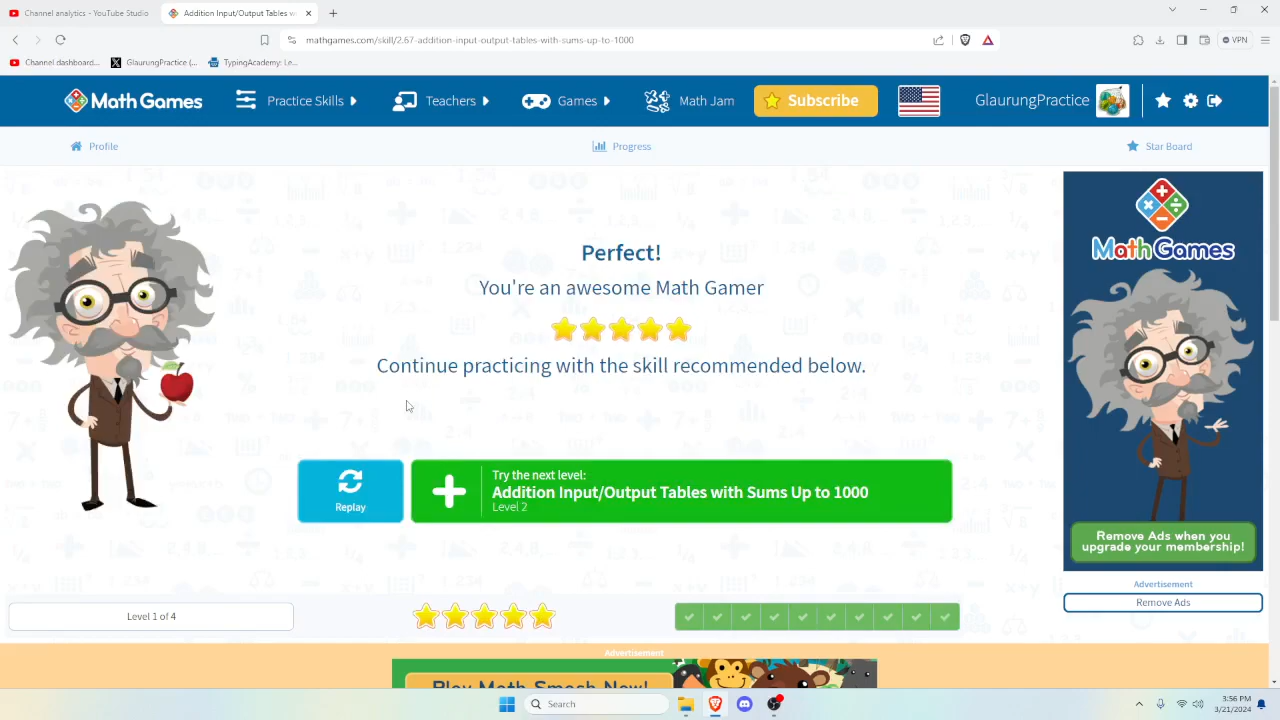 Channel analytics - YouTube Studio
Addition Input/Output Tables w
mathgames.com/skill/2.67-addition-input-output-tables-with-sums-up-to-1000
VPN
Channel dashboard...
GlaurungPractice (...
TypingAcademy: Le...
Math Games
Practice Skills
Teachers
Games
Math Jam
Subscribe
GlaurungPractice
Profile
Progress
Star Board
Perfect!
You're an awesome Math Gamer
Continue practicing with the skill recommended below.
Replay
Try the next level:
Addition Input/Output Tables with Sums Up to 1000
Level 2
Math Games
Remove Ads when you
upgrade your membership!
Advertisement
Remove Ads
Level 1 of 4
Advertisement
Play Math Smash Now!
Search
3:56 PM
3/21/2024